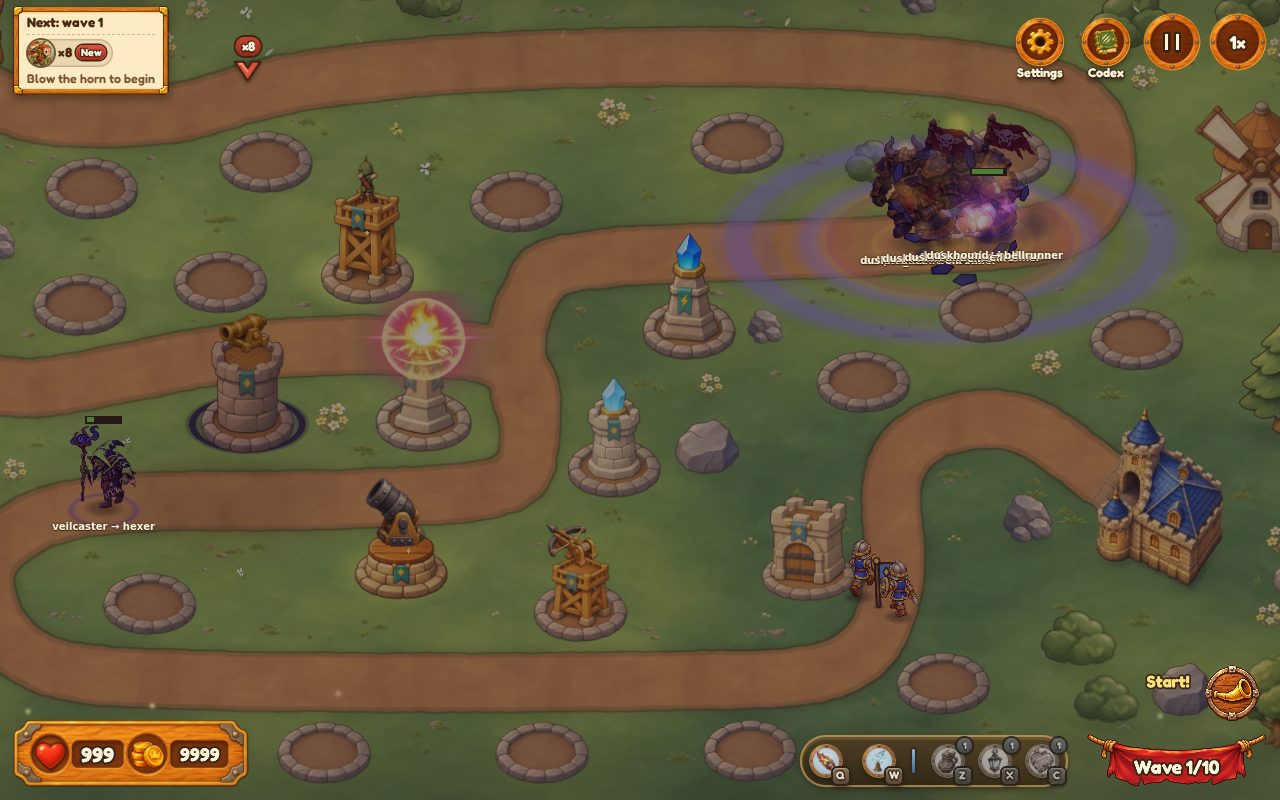 Next: wave 1
x8 New
Blow the horn to begin
x8
Settings
Codex
1x
duskhound → bellrunner
veilcaster → hexer
Start!
999
9999
Q
W
1
Z
1
X
1
C
Wave 1/10